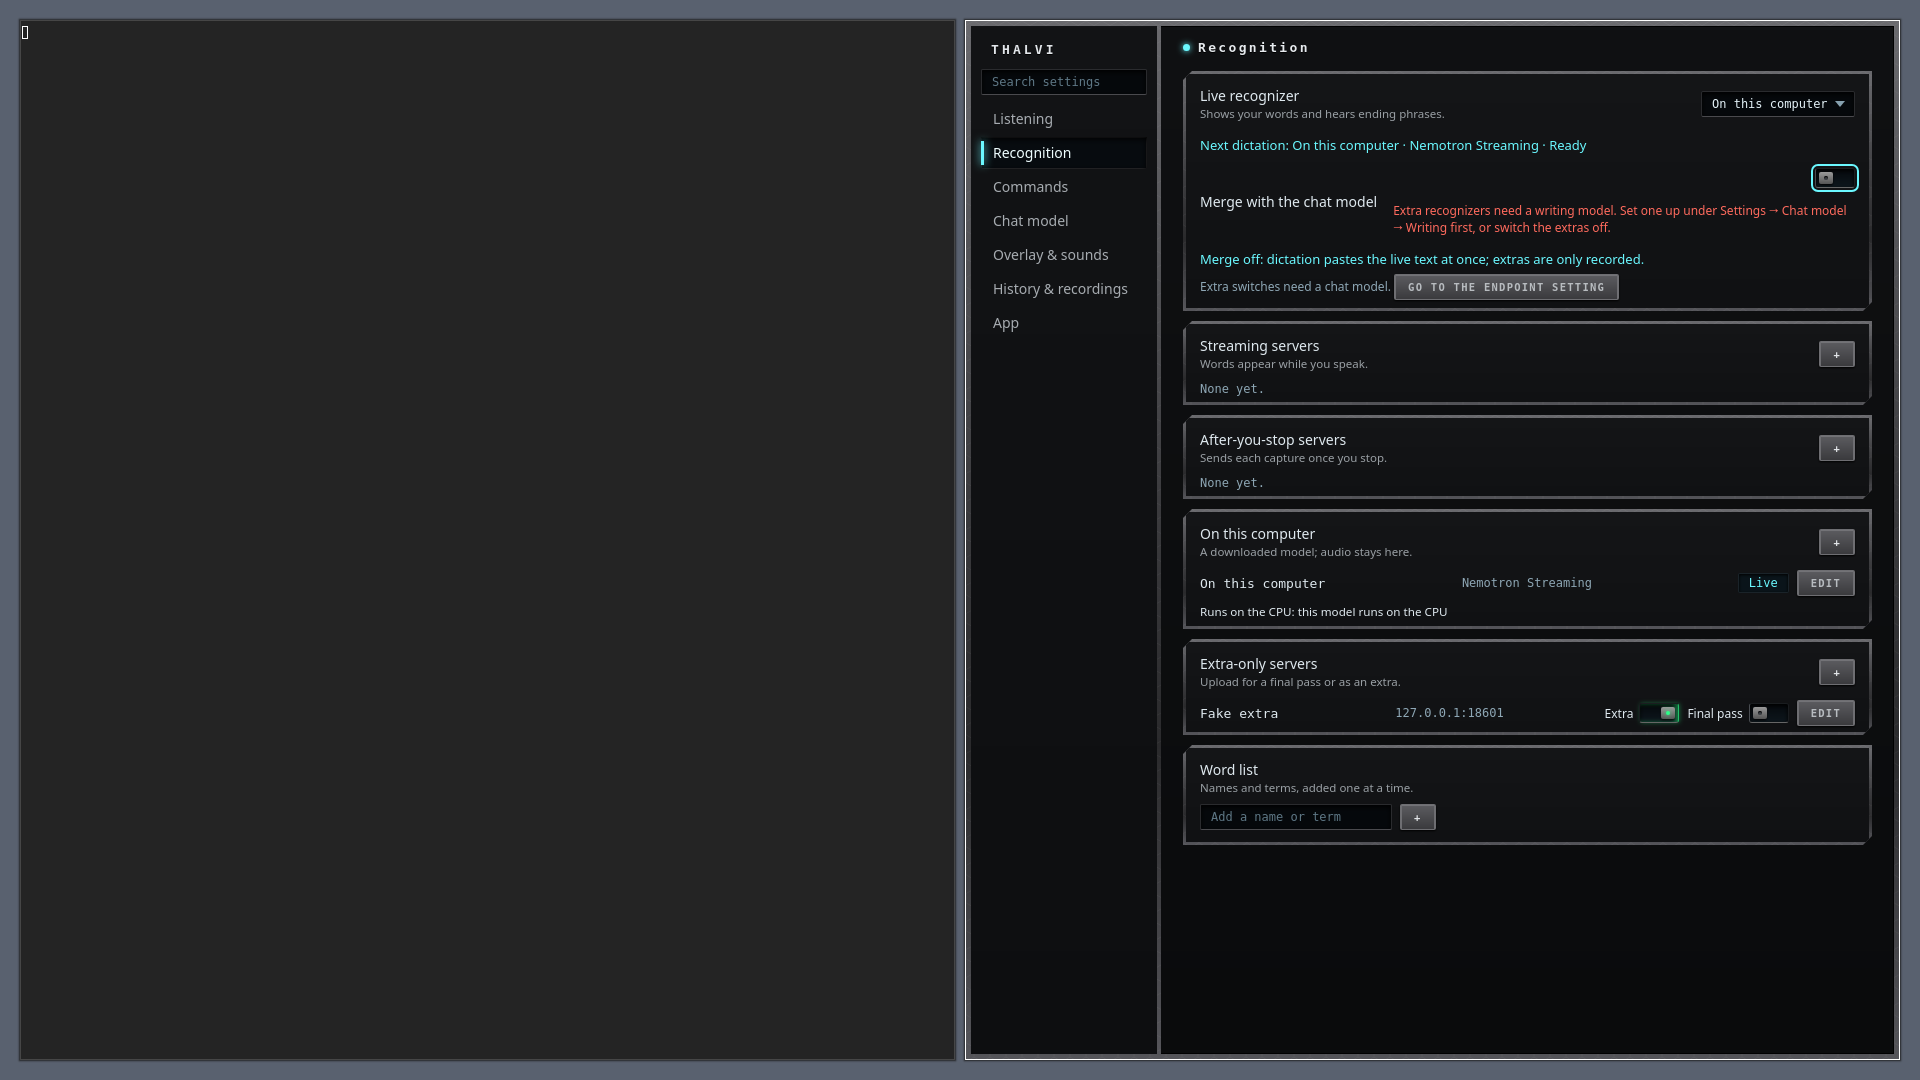 THALVI
Search settings
Listening
Recognition
Commands
Chat model
Overlay & sounds
History & recordings
App
Recognition
Live recognizer
Shows your words and hears ending phrases.
On this computer
Next dictation: On this computer · Nemotron Streaming · Ready
Merge with the chat model
Extra recognizers need a writing model. Set one up under Settings → Chat model
→ Writing first, or switch the extras off.
Merge off: dictation pastes the live text at once; extras are only recorded.
Extra switches need a chat model. GO TO THE ENDPOINT SETTING
Streaming servers
Words appear while you speak.
+
None yet.
After-you-stop servers
Sends each capture once you stop.
+
None yet.
On this computer
A downloaded model; audio stays here.
+
On this computer Nemotron Streaming Live EDIT
Runs on the CPU: this model runs on the CPU
Extra-only servers
Upload for a final pass or as an extra.
+
Fake extra 127.0.0.1:18601 Extra Final pass EDIT
Word list
Names and terms, added one at a time.
Add a name or term +